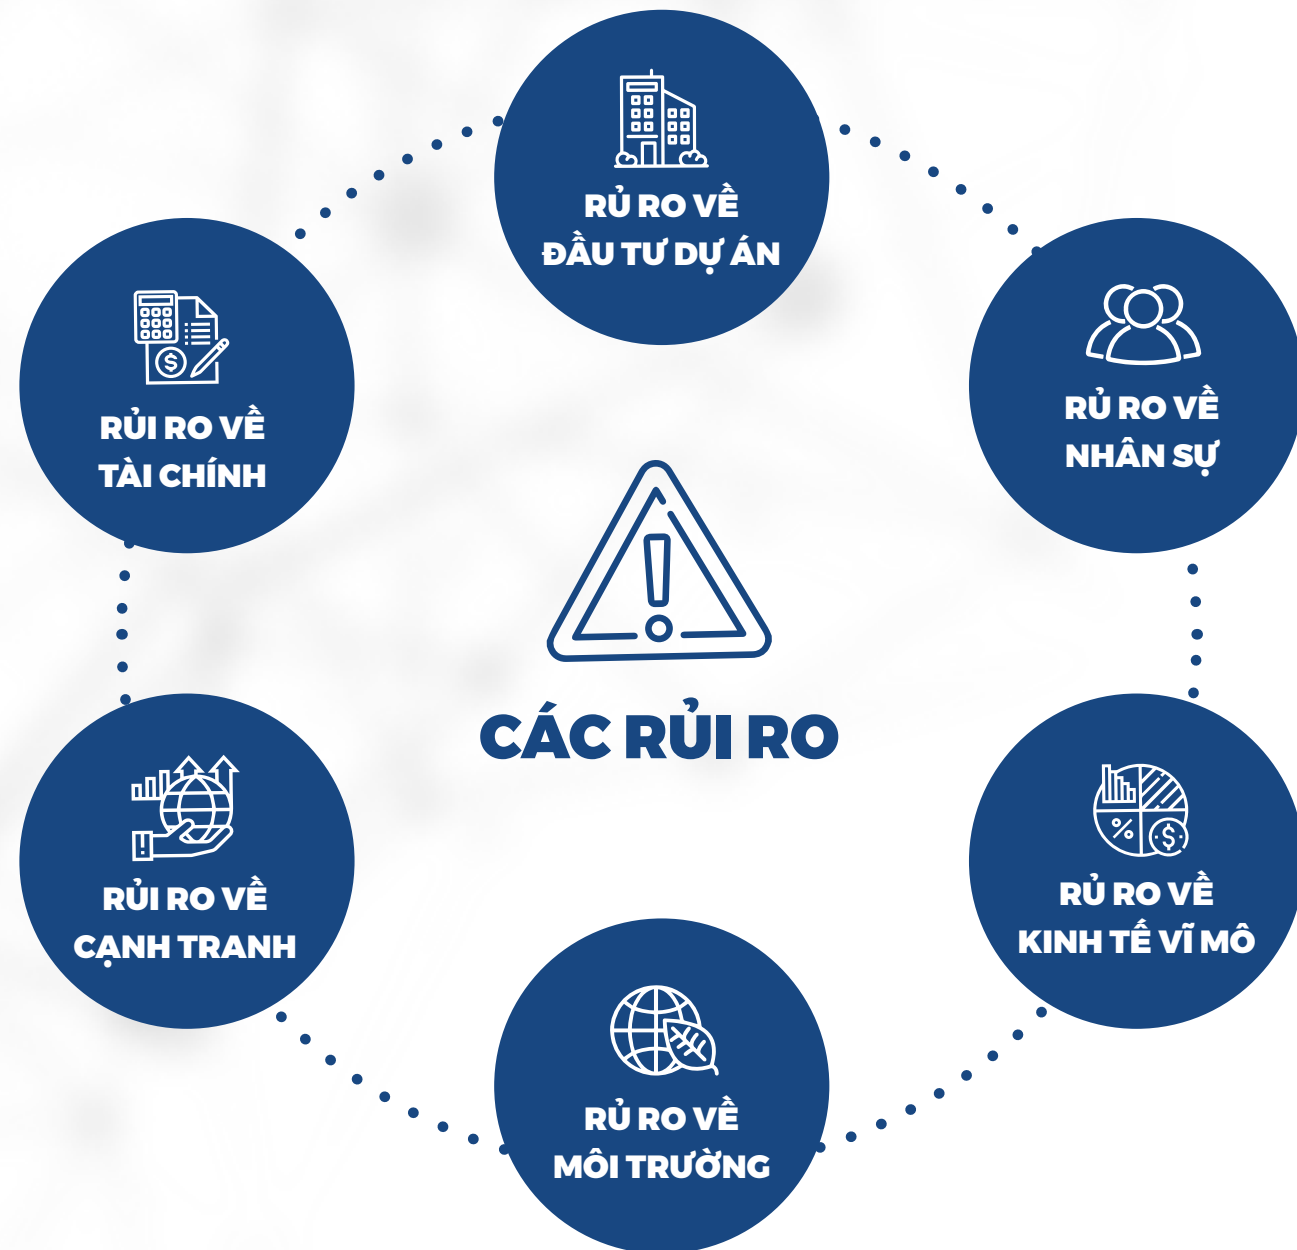 RỦ RO VỀ
ĐẦU TƯ DỰ ÁN
RỦI RO VỀ
TÀI CHÍNH
RỦ RO VỀ
NHÂN SỰ
CÁC RỦI RO
RỦI RO VỀ
CẠNH TRANH
RỦ RO VỀ
KINH TẾ VĨ MÔ
RỦ RO VỀ
MÔI TRƯỜNG